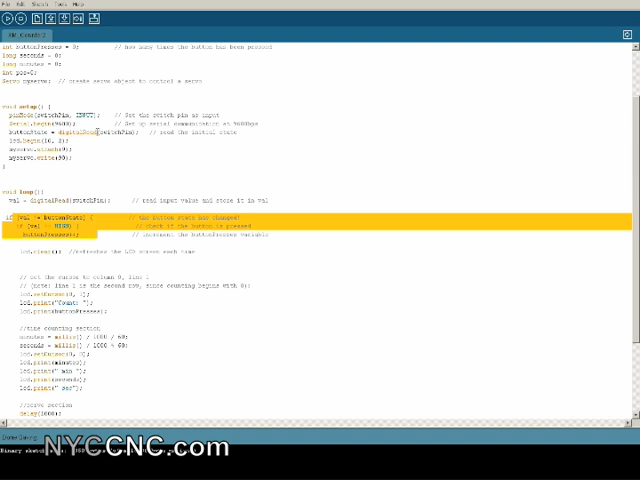 File Edit Sketch Tools Help
int buttonPresses = 0; // how many times the button has been pressed
long seconds = 0;
long minutes = 0;
int pos=0;
Servo myservo; // create servo object to control a servo
void setup() {
pinMode(switchPin, INPUT); // Set the switch pin as input
Serial.begin(9600); // Set up serial communication at 9600bps
buttonState = digitalRead(switchPin); // read the initial state
lcd.begin(16, 2);
myservo.attach(9);
myservo.write(90);
}
void loop(){
val = digitalRead(switchPin); // read input value and store it in val
if (val != buttonState) { // the button state has changed!
if (val == HIGH) { // check if the button is pressed
buttonPresses++; // increment the buttonPresses variable
lcd.clear(); //refreshes the LCD screen each time
// set the cursor to column 0, line 1
// (note: line 1 is the second row, since counting begins with 0):
lcd.setCursor(0, 1);
lcd.print("Count: ");
lcd.print(buttonPresses);
//time counting section
minutes = millis() / 1000 / 60;
seconds = millis() / 1000 % 60;
lcd.setCursor(0, 0);
lcd.print(minutes);
lcd.print(" min ");
lcd.print(seconds);
lcd.print(" sec");
//servo section
delay(1000);
Done Saving.
NYCCNC.com
Binary sketch